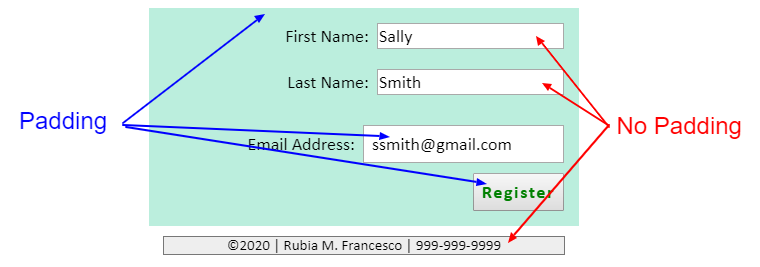 First Name: Sally
Last Name: Smith
Padding
No Padding
Email Address: ssmith@gmail.com
Register
©2020 | Rubia M. Francesco | 999-999-9999